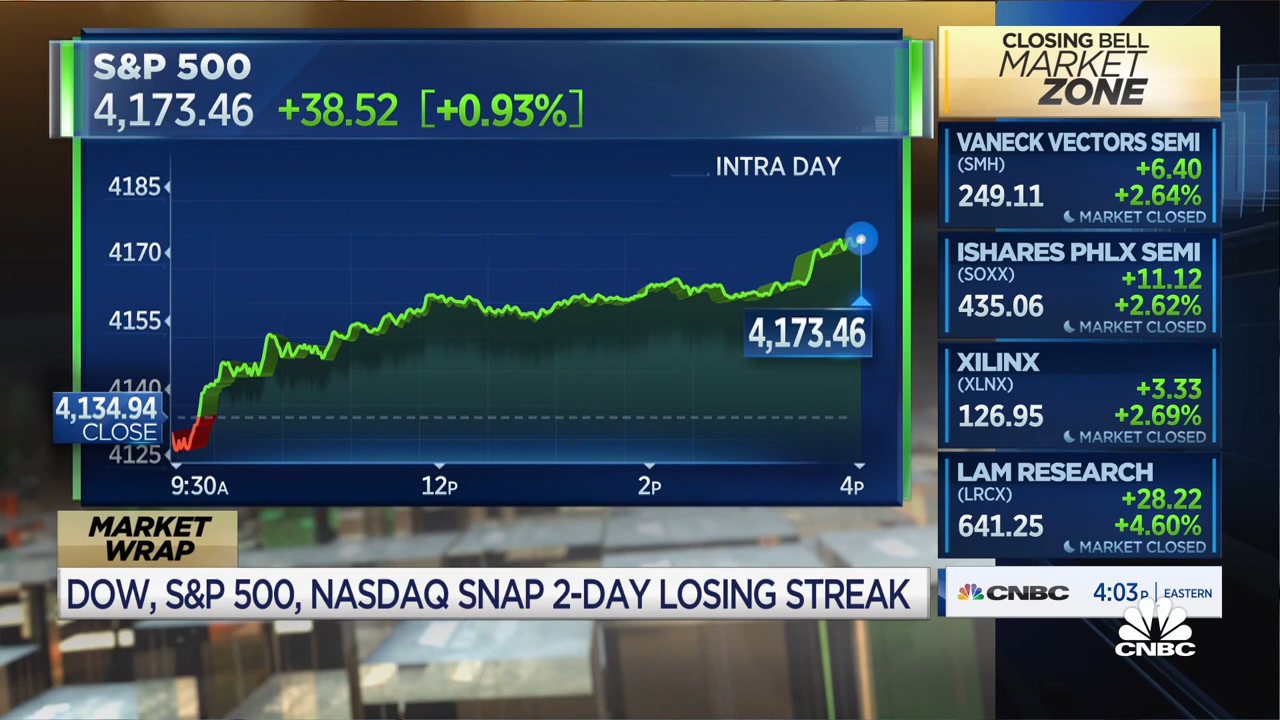 S&P 500
4,173.46 +38.52 [+0.93%]
INTRA DAY
4185
4170
4155
4140
4125
4,134.94
CLOSE
4,173.46
9:30A 12P 2P 4P
MARKET
WRAP
DOW, S&P 500, NASDAQ SNAP 2-DAY LOSING STREAK
CLOSING BELL
MARKET
ZONE
VANECK VECTORS SEMI
(SMH) +6.40
249.11 +2.64%
MARKET CLOSED
ISHARES PHLX SEMI
(SOXX) +11.12
435.06 +2.62%
MARKET CLOSED
XILINX
(XLNX) +3.33
126.95 +2.69%
MARKET CLOSED
LAM RESEARCH
(LRCX) +28.22
641.25 +4.60%
MARKET CLOSED
CNBC 4:03P EASTERN
CNBC